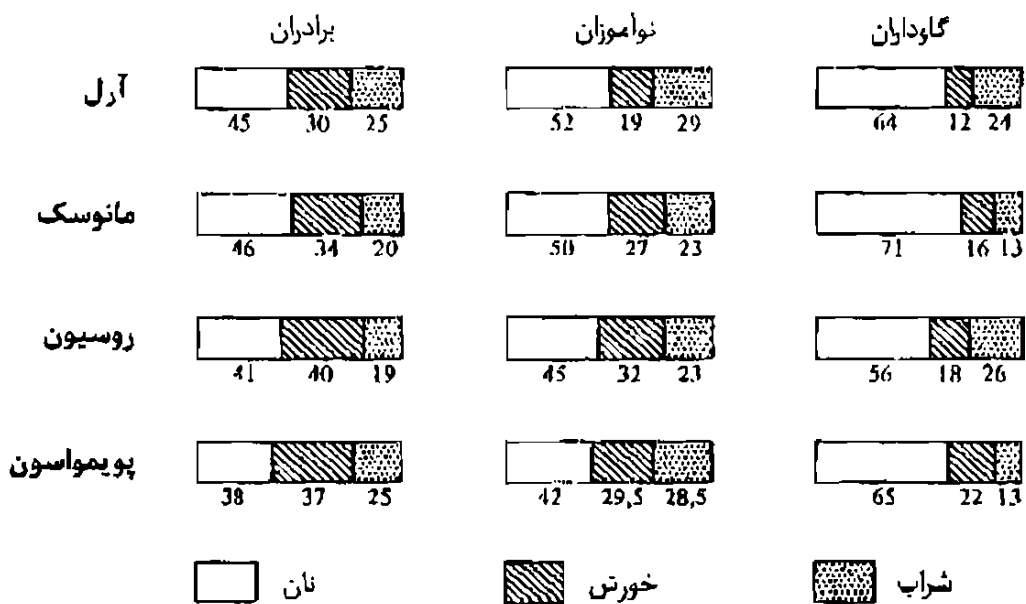 برادران نوآموزان گاوداران
آرل
45 30 25 52 19 29 64 12 24
مانوسک
46 34 20 50 27 23 71 16 13
روسیون
41 40 19 45 32 23 56 18 26
پویمواسون
38 37 25 42 29,5 28,5 65 22 13
نان خورش شراب